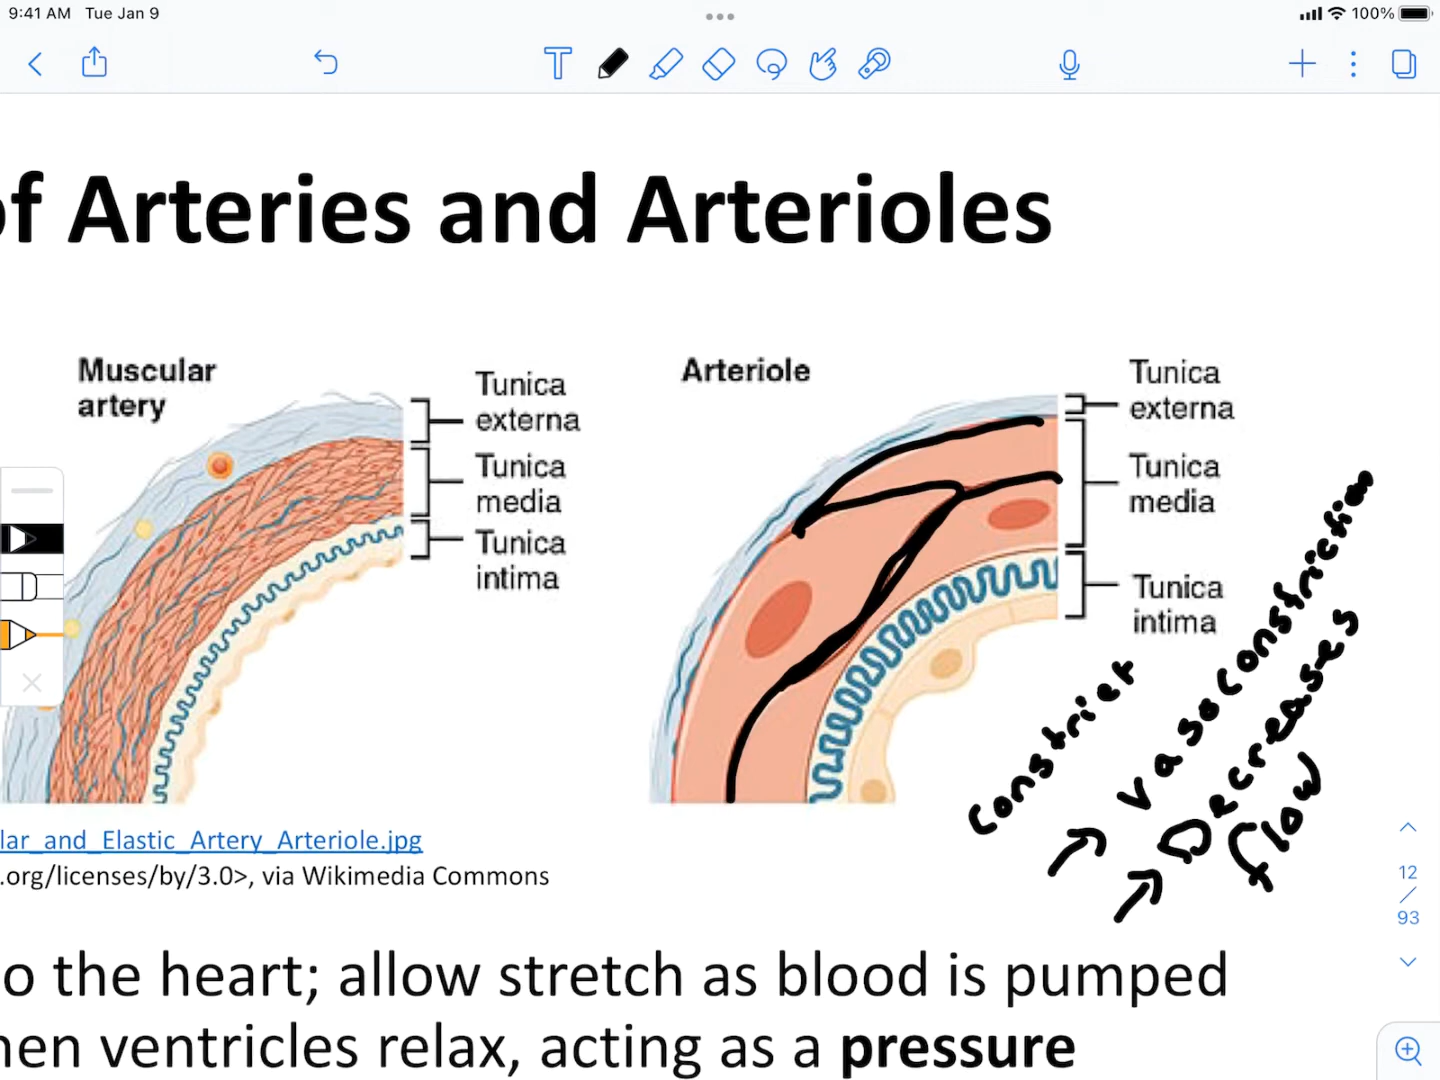 9:41 AM Tue Jan 9
100%
of Arteries and Arterioles
Muscular
artery
Tunica
externa
Tunica
media
Tunica
intima
Arteriole
Tunica
externa
Tunica
media
Tunica
intima
constrict
→ vasoconstriction
→ Decreases
flow
lar_and_Elastic_Artery_Arteriole.jpg
.org/licenses/by/3.0>, via Wikimedia Commons
12
/
93
o the heart; allow stretch as blood is pumped
hen ventricles relax, acting as a pressure